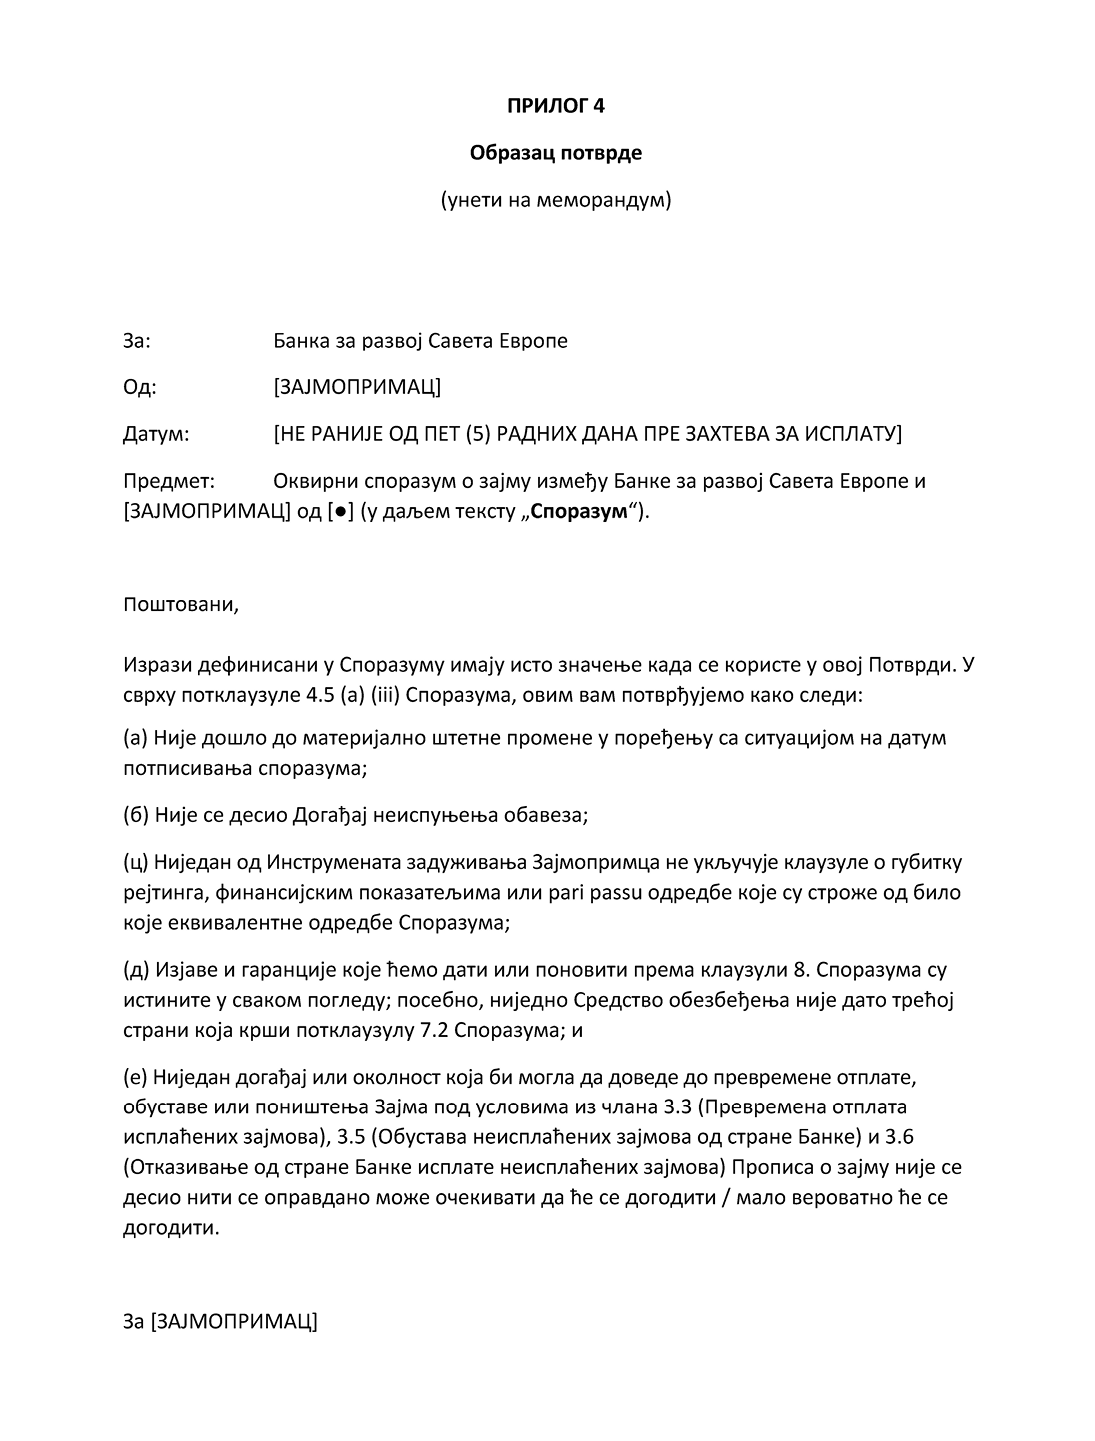 ПРИЛОГ 4
Образац потврде
(унети на меморандум)
За: Банка за развој Савета Европе
Од: [ЗАЈМОПРИМАЦ]
Датум: [НЕ РАНИЈЕ ОД ПЕТ (5) РАДНИХ ДАНА ПРЕ ЗАХТЕВА ЗА ИСПЛАТУ]
Предмет: Оквирни споразум о зајму између Банке за развој Савета Европе и
[ЗАЈМОПРИМАЦ] од [●] (у даљем тексту „Споразум“).
Поштовани,
Изрази дефинисани у Споразуму имају исто значење када се користе у овој Потврди. У
сврху потклаузуле 4.5 (а) (iii) Споразума, овим вам потврђујемо како следи:
(а) Није дошло до материјално штетне промене у поређењу са ситуацијом на датум
потписивања споразума;
(б) Није се десио Догађај неиспуњења обавеза;
(ц) Ниједан од Инструмената задуживања Зајмопримца не укључује клаузуле о губитку
рејтинга, финансијским показатељима или pari passu одредбе које су строже од било
које еквивалентне одредбе Споразума;
(д) Изјаве и гаранције које ћемо дати или поновити према клаузули 8. Споразума су
истините у сваком погледу; посебно, ниједно Средство обезбеђења није дато трећој
страни која крши потклаузулу 7.2 Споразума; и
(е) Ниједан догађај или околност која би могла да доведе до превремене отплате,
обуставе или поништења Зајма под условима из члана 3.3 (Превремена отплата
исплаћених зајмова), 3.5 (Обустава неисплаћених зајмова од стране Банке) и 3.6
(Отказивање од стране Банке исплате неисплаћених зајмова) Прописа о зајму није се
десио нити се оправдано може очекивати да ће се догодити / мало вероватно ће се
догодити.
За [ЗАЈМОПРИМАЦ]